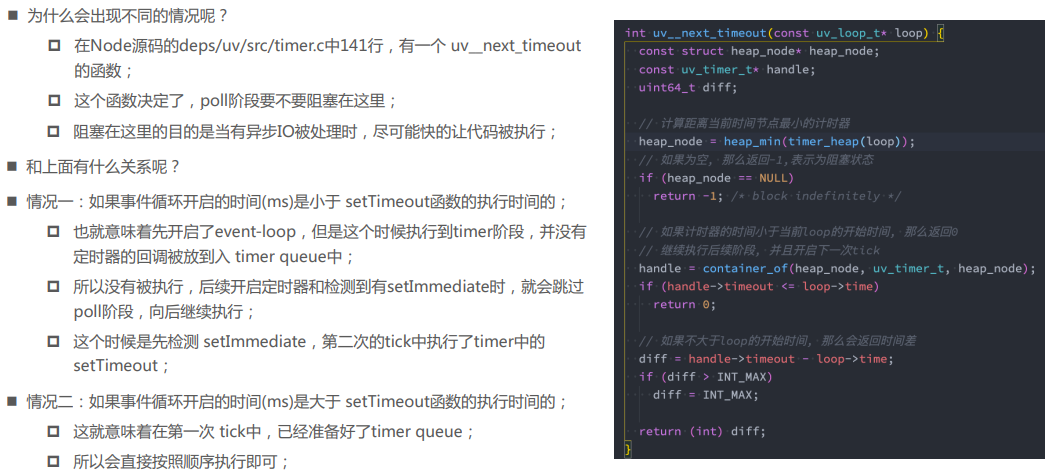 ■ 为什么会出现不同的情况呢？
□ 在Node源码的deps/uv/src/timer.c中141行，有一个 uv__next_timeout
的函数；
□ 这个函数决定了，poll阶段要不要阻塞在这里；
□ 阻塞在这里的目的是当有异步IO被处理时，尽可能快的让代码被执行；
■ 和上面有什么关系呢？
■ 情况一：如果事件循环开启的时间(ms)是小于 setTimeout函数的执行时间的；
□ 也就意味着先开启了event-loop，但是这个时候执行到timer阶段，并没有
定时器的回调被放到入 timer queue中；
□ 所以没有被执行，后续开启定时器和检测到有setImmediate时，就会跳过
poll阶段，向后继续执行；
□ 这个时候是先检测 setImmediate，第二次的tick中执行了timer中的
setTimeout；
■ 情况二：如果事件循环开启的时间(ms)是大于 setTimeout函数的执行时间的；
□ 这就意味着在第一次 tick中，已经准备好了timer queue；
□ 所以会直接按照顺序执行即可；
int uv__next_timeout(const uv_loop_t* loop) {
const struct heap_node* heap_node;
const uv_timer_t* handle;
uint64_t diff;
// 计算距离当前时间节点最小的计时器
heap_node = heap_min(timer_heap(loop));
// 如果为空, 那么返回-1,表示为阻塞状态
if (heap_node == NULL)
return -1; /* block indefinitely */
// 如果计时器的时间小于当前loop的开始时间, 那么返回0
// 继续执行后续阶段, 并且开启下一次tick
handle = container_of(heap_node, uv_timer_t, heap_node);
if (handle->timeout <= loop->time)
return 0;
// 如果不大于loop的开始时间, 那么会返回时间差
diff = handle->timeout - loop->time;
if (diff > INT_MAX)
diff = INT_MAX;
return (int) diff;
}